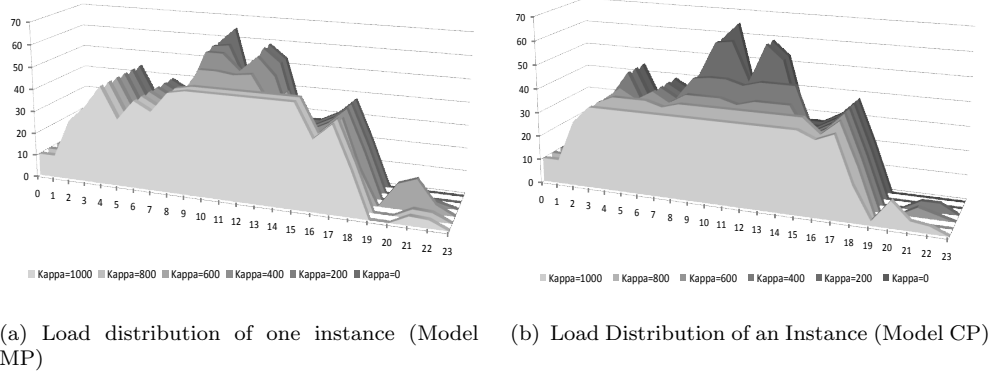 70
60
50
40
30
20
10
0
0 1 2 3 4 5 6 7 8 9 10 11 12 13 14 15 16 17 18 19 20 21 22 23
Kappa=1000 Kappa=800 Kappa=600 Kappa=400 Kappa=200 Kappa=0
(a) Load distribution of one instance (Model
MP)
70
60
50
40
30
20
10
0
0 1 2 3 4 5 6 7 8 9 10 11 12 13 14 15 16 17 18 19 20 21 22 23
Kappa=1000 Kappa=800 Kappa=600 Kappa=400 Kappa=200 Kappa=0
(b) Load Distribution of an Instance (Model CP)